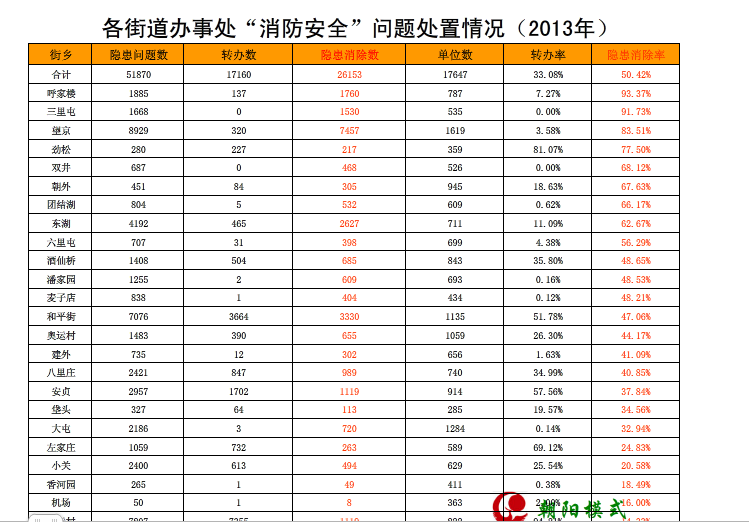 各街道办事处“消防安全”问题处置情况（2013年）
街乡 隐患问题数 转办数 隐患消除数 单位数 转办率 隐患消除率
合计 51870 17160 26153 17647 33.08% 50.42%
呼家楼 1885 137 1760 787 7.27% 93.37%
三里屯 1668 0 1530 535 0.00% 91.73%
望京 8929 320 7457 1619 3.58% 83.51%
劲松 280 227 217 359 81.07% 77.50%
双井 687 0 468 526 0.00% 68.12%
朝外 451 84 305 945 18.63% 67.63%
团结湖 804 5 532 609 0.62% 66.17%
东湖 4192 465 2627 711 11.09% 62.67%
六里屯 707 31 398 699 4.38% 56.29%
酒仙桥 1408 504 685 843 35.80% 48.65%
潘家园 1255 2 609 693 0.16% 48.53%
麦子店 838 1 404 434 0.12% 48.21%
和平街 7076 3664 3330 1135 51.78% 47.06%
奥运村 1483 390 655 1059 26.30% 44.17%
建外 735 12 302 656 1.63% 41.09%
八里庄 2421 847 989 740 34.99% 40.85%
安贞 2957 1702 1119 914 57.56% 37.84%
垡头 327 64 113 285 19.57% 34.56%
大屯 2186 3 720 1284 0.14% 32.94%
左家庄 1059 732 263 589 69.12% 24.83%
小关 2400 613 494 629 25.54% 20.58%
香河园 265 1 49 411 0.38% 18.49%
机场 50 1 8 363 2.00% 16.00%
朝阳模式